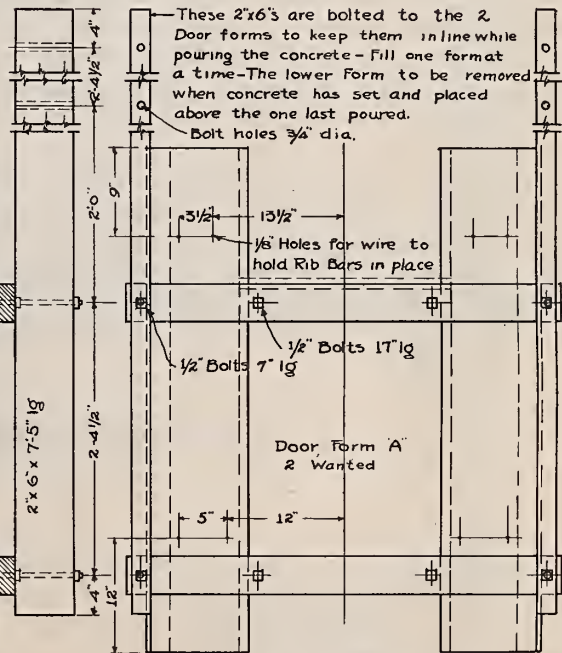 These 2"x6's are bolted to the 2
Door forms to keep them in line while
pouring the concrete - Fill one form at
a time - The lower Form to be removed
when concrete has set and placed
above the one last poured.
Bolt holes 3/4" dia.
4"
2'-4 1/2"
2'-0"
9"
3 1/2"
13 1/2"
1/8" Holes for wire to
hold Rib Bars in place
1/2" Bolts 17" lg
1/2" Bolts 7" lg
2'-4 1/2"
2"x6"x7'-5" lg
Door Form "A"
2 Wanted
5"
12"
4"
12"